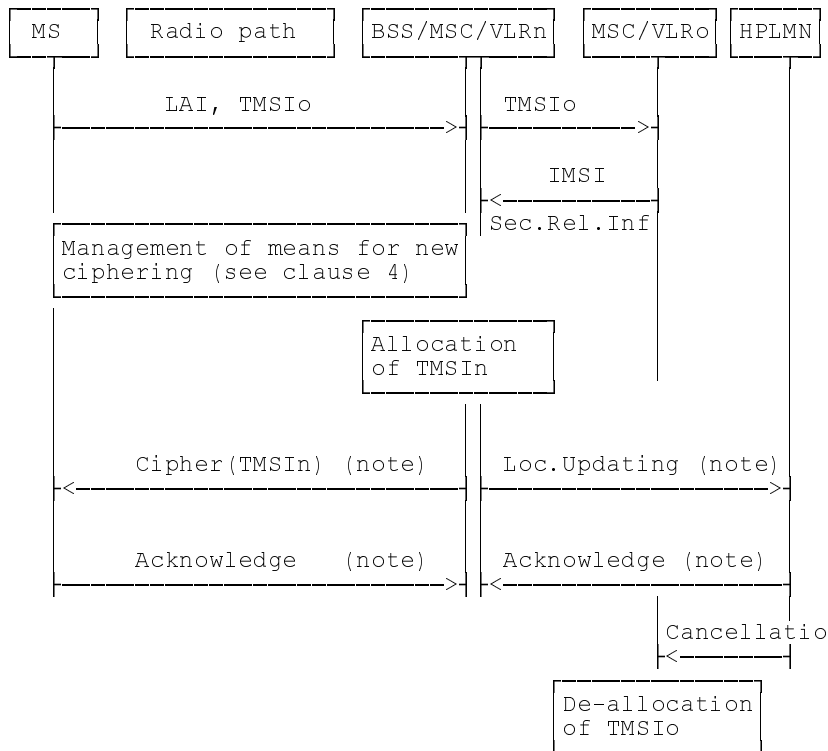 MS Radio path BSS/MSC/VLRn MSC/VLRo HPLMN
LAI, TMSIo TMSIo
IMSI
Sec.Rel.Inf
Management of means for new
ciphering (see clause 4)
Allocation
of TMSIn
Cipher(TMSIn) (note) Loc.Updating (note)
Acknowledge (note) Acknowledge (note)
Cancellatio
De-allocation
of TMSIo